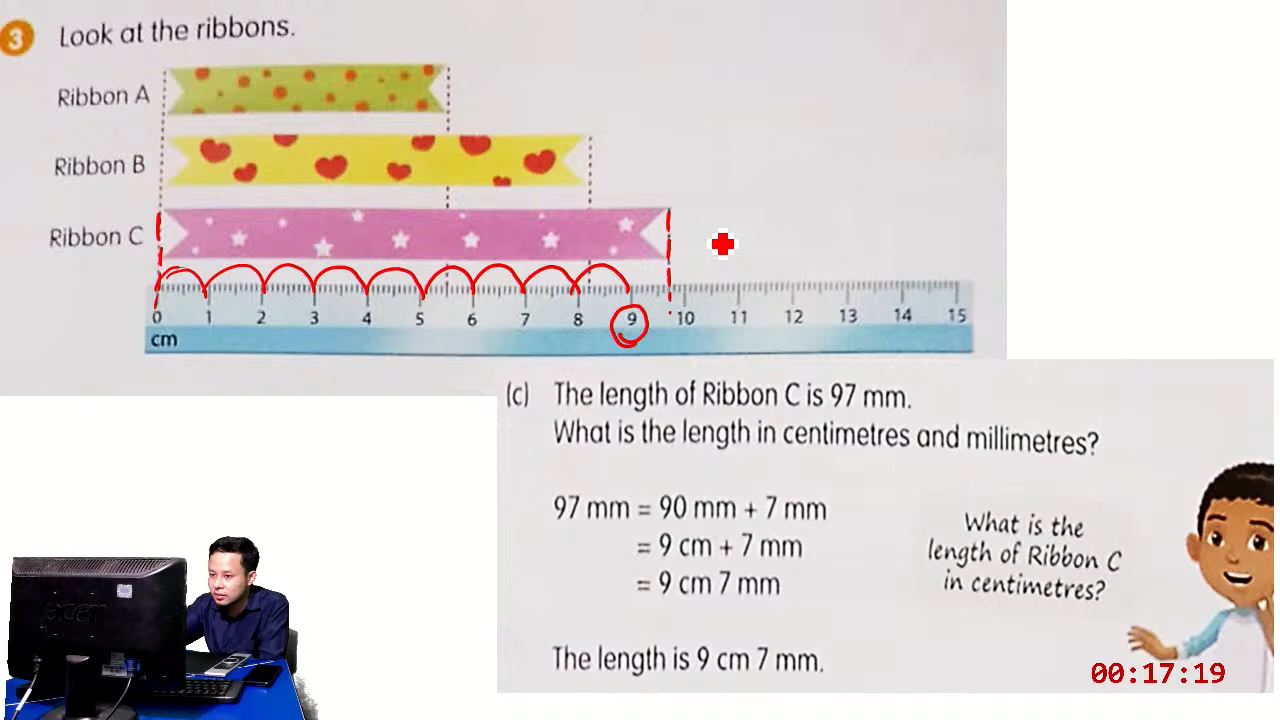 3 Look at the ribbons.
Ribbon A
Ribbon B
Ribbon C
0 1 2 3 4 5 6 7 8 9 10 11 12 13 14 15
cm
(c) The length of Ribbon C is 97 mm.
What is the length in centimetres and millimetres?
97 mm = 90 mm + 7 mm
= 9 cm + 7 mm
= 9 cm 7 mm
What is the
length of Ribbon C
in centimetres?
The length is 9 cm 7 mm.
acer
00:17:19